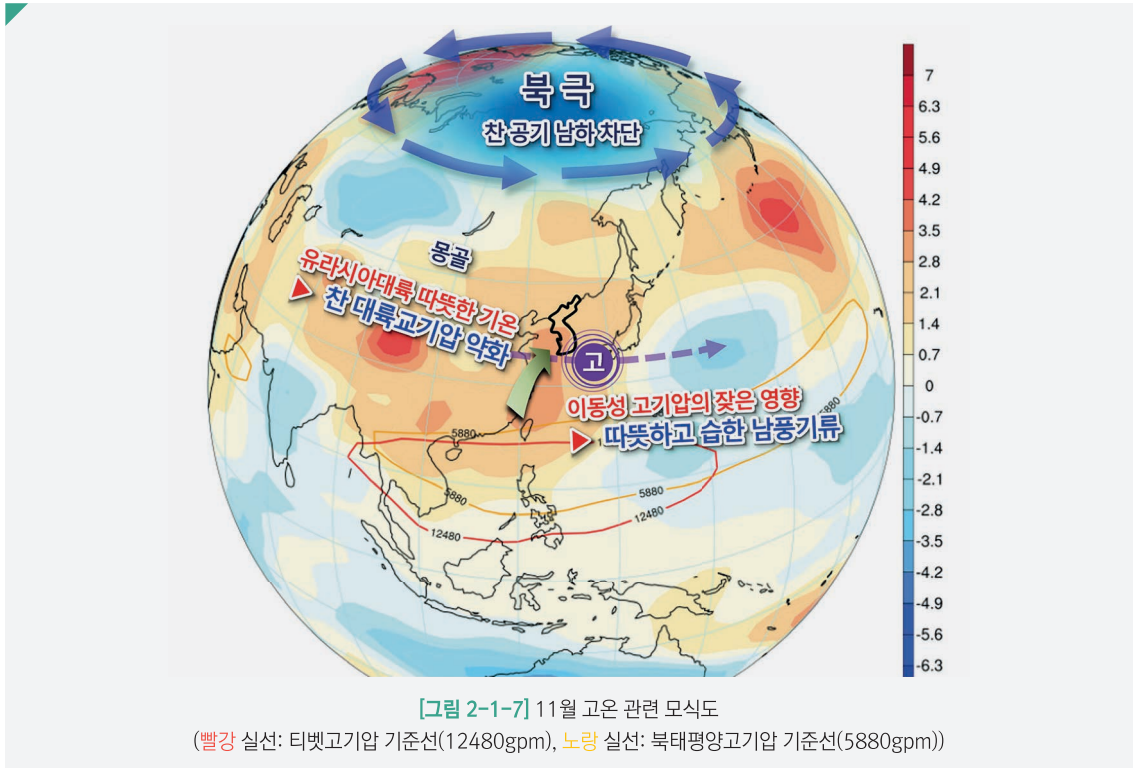 북극
찬 공기 남하 차단
몽골
유라시아대륙 따뜻한 기온
찬 대륙고기압 약화
고
이동성 고기압의 잦은 영향
따뜻하고 습한 남풍기류
5880
5880
5880
5880
12480
12480
7
6.3
5.6
4.9
4.2
3.5
2.8
2.1
1.4
0.7
0
-0.7
-1.4
-2.1
-2.8
-3.5
-4.2
-4.9
-5.6
-6.3
[그림 2-1-7] 11월 고온 관련 모식도
(빨강 실선: 티벳고기압 기준선(12480gpm), 노랑 실선: 북태평양고기압 기준선(5880gpm))